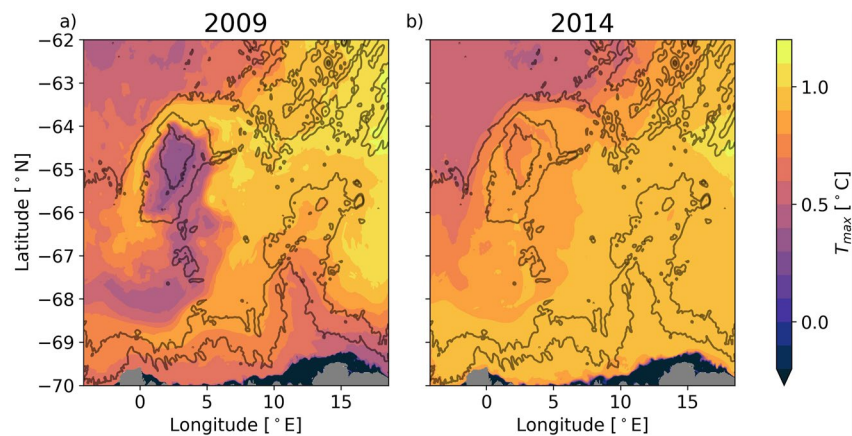 a) 2009
b) 2014
−62
−63
−64
−65
−66
−67
−68
−69
−70
Latitude [°N]
0 5 10 15
0 5 10 15
Longitude [°E]
Longitude [°E]
1.0
0.5
0.0
T_max [°C]